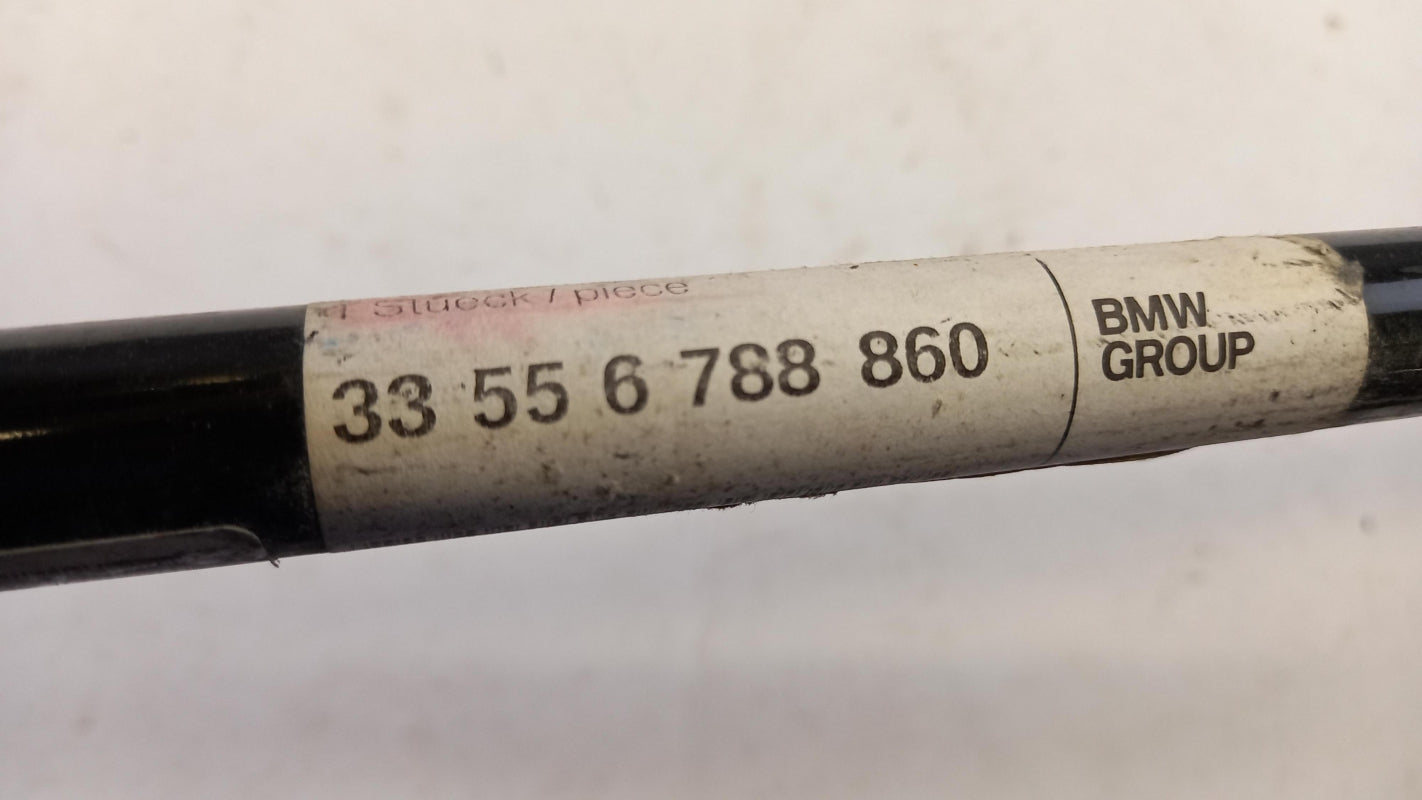 Stueck / piece
33 55 6 788 860
BMW
GROUP